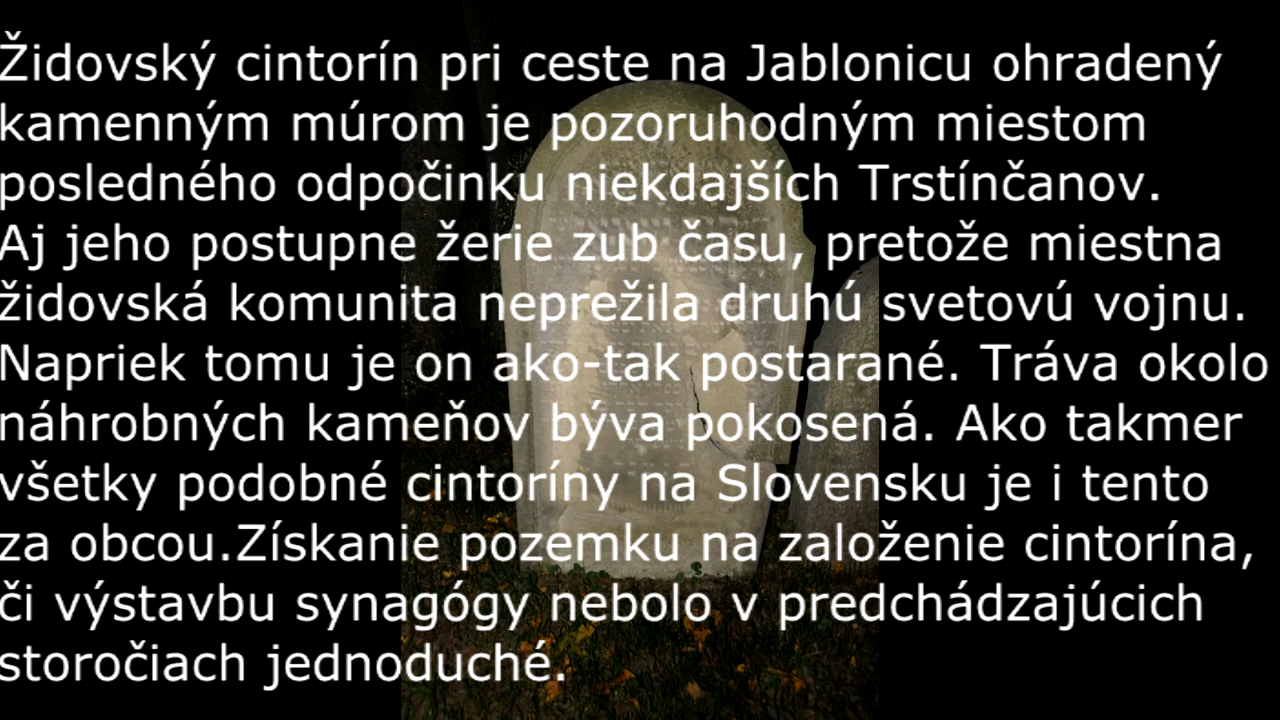 Židovský cintorín pri ceste na Jablonicu ohradený
kamenným múrom je pozoruhodným miestom
posledného odpočinku niekdajších Trstínčanov.
Aj jeho postupne žerie zub času, pretože miestna
židovská komunita neprežila druhú svetovú vojnu.
Napriek tomu je on ako-tak postarané. Tráva okolo
náhrobných kameňov býva pokosená. Ako takmer
všetky podobné cintoríny na Slovensku je i tento
za obcou.Získanie pozemku na založenie cintorína,
či výstavbu synagógy nebolo v predchádzajúcich
storočiach jednoduché.